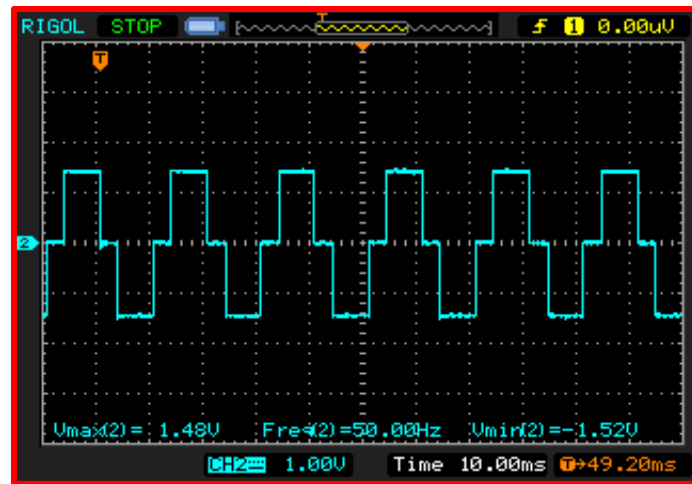 RIGOL STOP T f 1 0.00uV
T
2
Vmax(2)= 1.48V Freq(2)=50.00Hz Vmin(2)=-1.52V
CH2 1.00V Time 10.00ms T→49.20ms